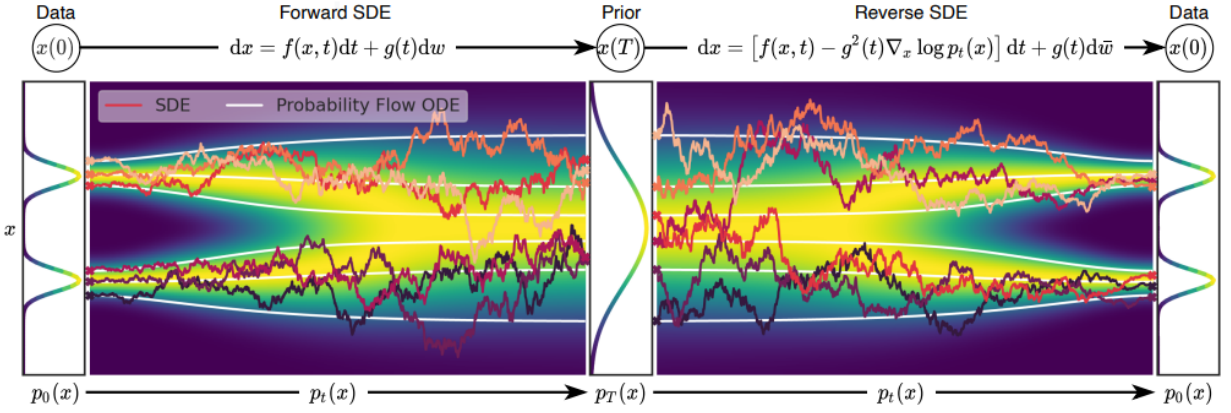 Data Forward SDE Prior Reverse SDE Data
x(0) dx = f(x, t)dt + g(t)dw x(T) dx = [f(x, t) − g²(t)∇ₓ log pₜ(x)] dt + g(t)dw̄ x(0)
SDE Probability Flow ODE
x
p₀(x) pₜ(x) p_T(x) pₜ(x) p₀(x)